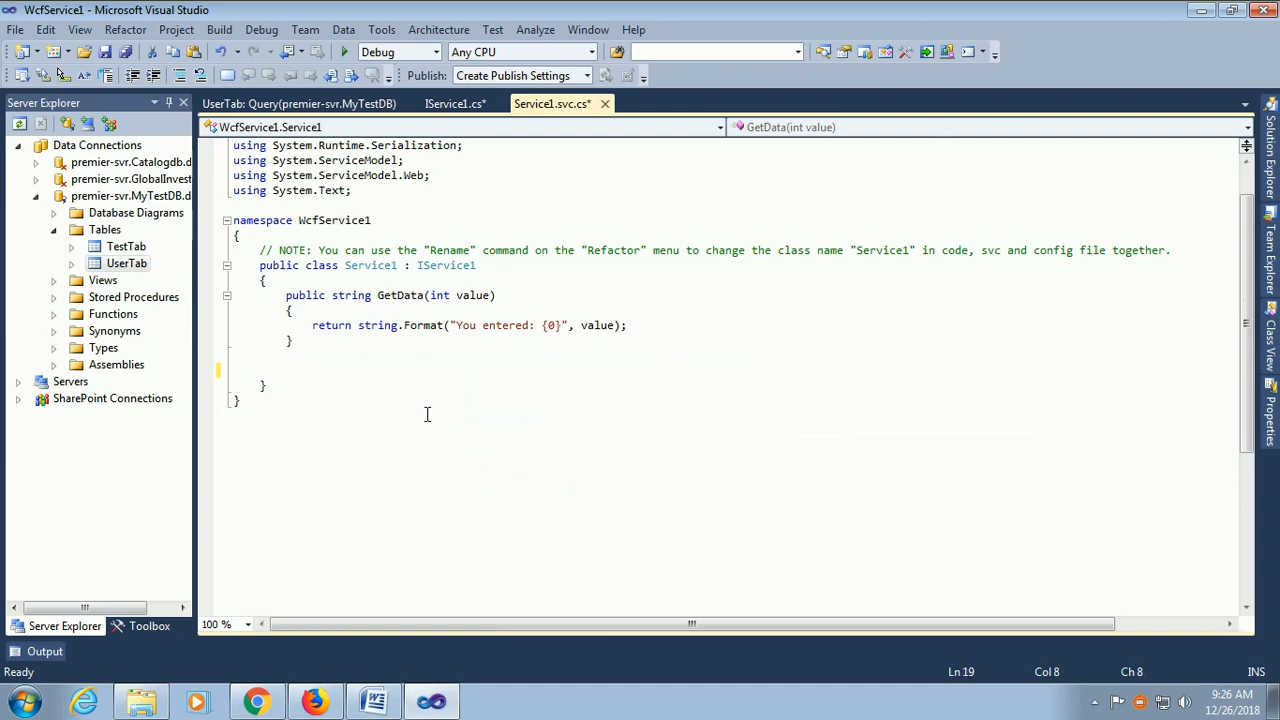 WcfService1 - Microsoft Visual Studio
File Edit View Refactor Project Build Debug Team Data Tools Architecture Test Analyze Window Help
Debug Any CPU
Publish: Create Publish Settings
Server Explorer
UserTab: Query(premier-svr.MyTestDB) IService1.cs* Service1.svc.cs*
WcfService1.Service1 GetData(int value)
Data Connections
premier-svr.Catalogdb.d
premier-svr.GlobalInvest
premier-svr.MyTestDB.d
Database Diagrams
Tables
TestTab
UserTab
Views
Stored Procedures
Functions
Synonyms
Types
Assemblies
Servers
SharePoint Connections
using System.Runtime.Serialization;
using System.ServiceModel;
using System.ServiceModel.Web;
using System.Text;
namespace WcfService1
{
// NOTE: You can use the "Rename" command on the "Refactor" menu to change the class name "Service1" in code, svc and config file together.
public class Service1 : IService1
{
public string GetData(int value)
{
return string.Format("You entered: {0}", value);
}
}
}
Solution Explorer
Team Explorer
Class View
Properties
100 %
Server Explorer Toolbox
Output
Ready Ln 19 Col 8 Ch 8 INS
9:26 AM
12/26/2018